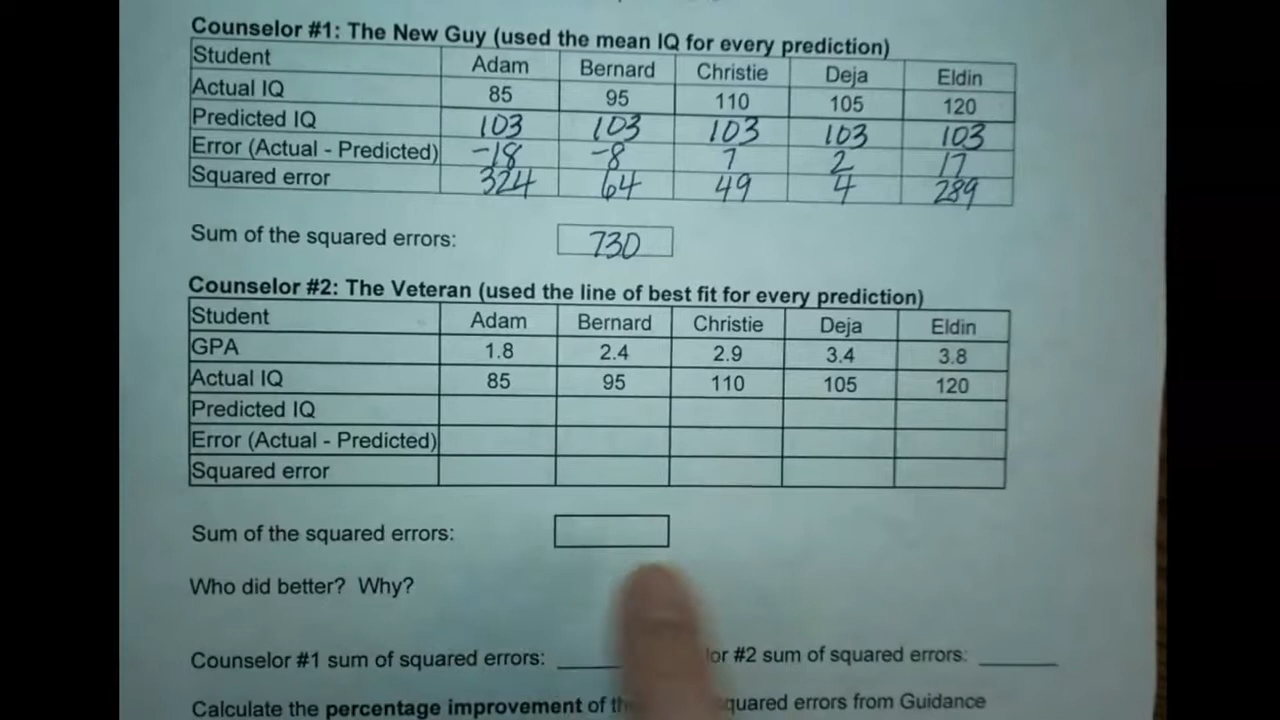 Counselor #1: The New Guy (used the mean IQ for every prediction)
Student Adam Bernard Christie Deja Eldin
Actual IQ 85 95 110 105 120
Predicted IQ 103 103 103 103 103
Error (Actual - Predicted) -18 -8 7 2 17
Squared error 324 64 49 4 289
Sum of the squared errors: 730
Counselor #2: The Veteran (used the line of best fit for every prediction)
Student Adam Bernard Christie Deja Eldin
GPA 1.8 2.4 2.9 3.4 3.8
Actual IQ 85 95 110 105 120
Predicted IQ
Error (Actual - Predicted)
Squared error
Sum of the squared errors:
Who did better? Why?
Counselor #1 sum of squared errors: ____ #2 sum of squared errors: ____
Calculate the percentage improvement of errors from Guidance